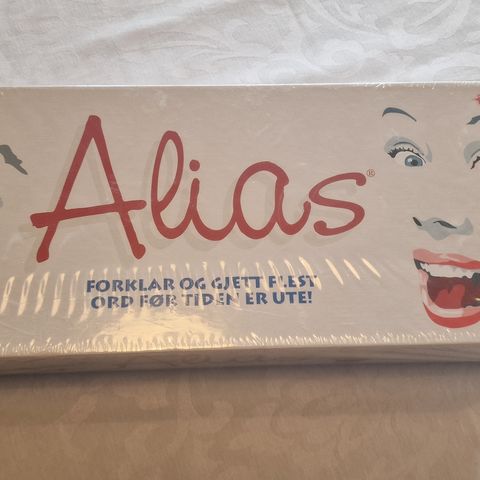 Alias®
FORKLAR OG GJETT FLEST
ORD FØR TIDEN ER UTE!